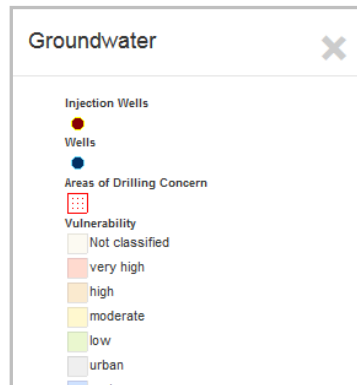 Groundwater
Injection Wells
Wells
Areas of Drilling Concern
Vulnerability
Not classified
very high
high
moderate
low
urban